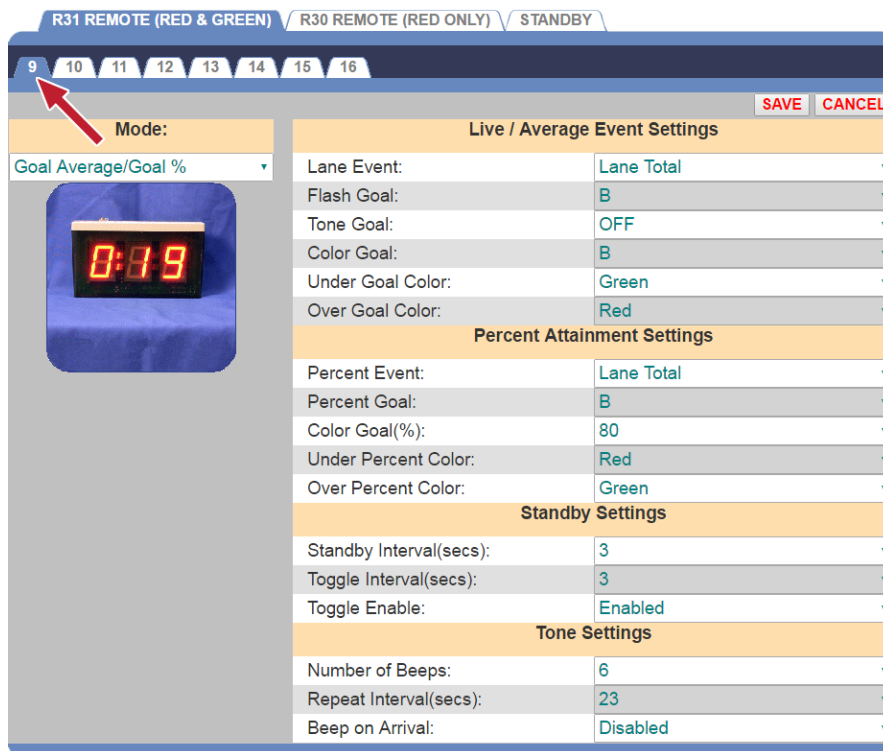 R31 REMOTE (RED & GREEN) R30 REMOTE (RED ONLY) STANDBY
9 10 11 12 13 14 15 16
SAVE CANCEL
Mode:
Goal Average/Goal %
0:19
Live / Average Event Settings
Lane Event: Lane Total
Flash Goal: B
Tone Goal: OFF
Color Goal: B
Under Goal Color: Green
Over Goal Color: Red
Percent Attainment Settings
Percent Event: Lane Total
Percent Goal: B
Color Goal(%): 80
Under Percent Color: Red
Over Percent Color: Green
Standby Settings
Standby Interval(secs): 3
Toggle Interval(secs): 3
Toggle Enable: Enabled
Tone Settings
Number of Beeps: 6
Repeat Interval(secs): 23
Beep on Arrival: Disabled